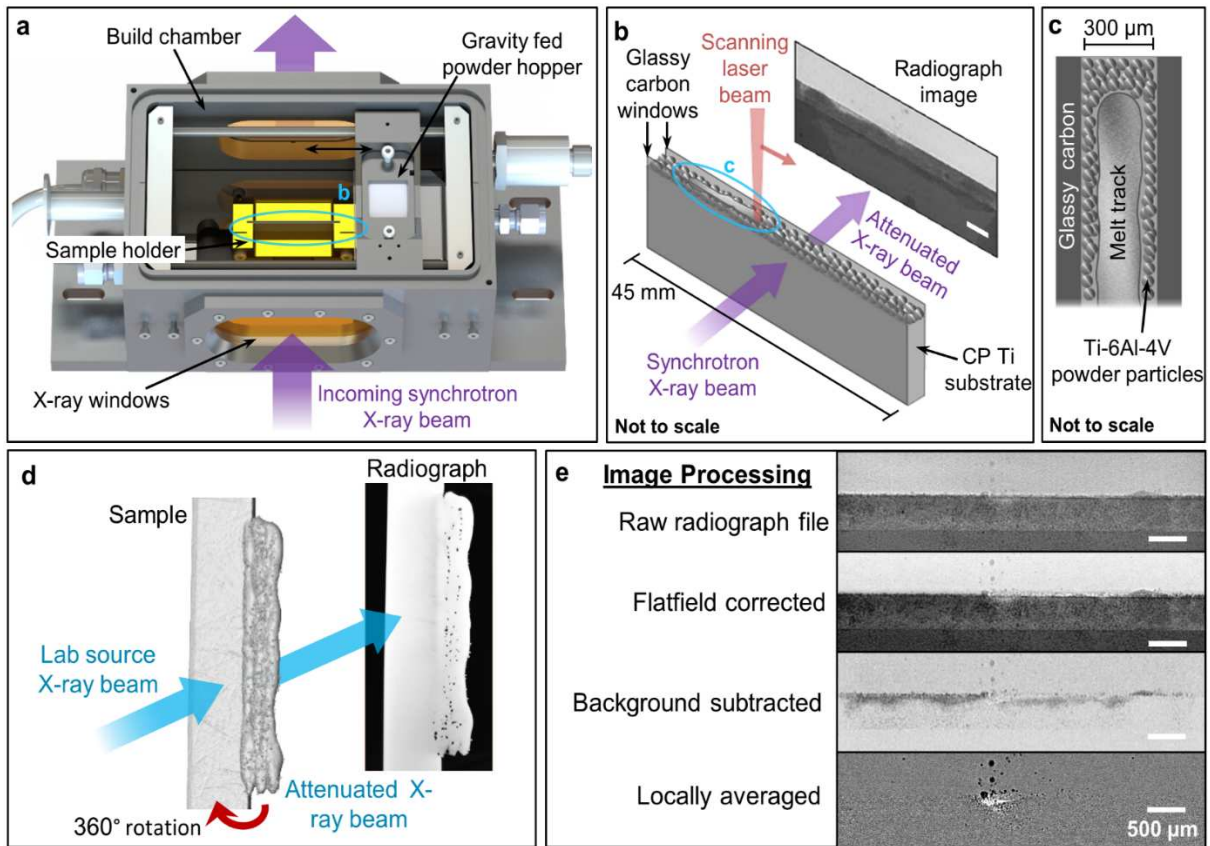 a
Build chamber
Gravity fed
powder hopper
b
Sample holder
X-ray windows
Incoming synchrotron
X-ray beam
b
Glassy
carbon
windows
Scanning
laser
beam
Radiograph
image
c
Attenuated
X-ray beam
45 mm
Synchrotron
X-ray beam
CP Ti
substrate
Not to scale
c
300 µm
Glassy carbon
Melt track
Ti-6Al-4V
powder particles
Not to scale
d
Sample
Radiograph
Lab source
X-ray beam
Attenuated X-
ray beam
360° rotation
e
Image Processing
Raw radiograph file
Flatfield corrected
Background subtracted
Locally averaged
500 µm